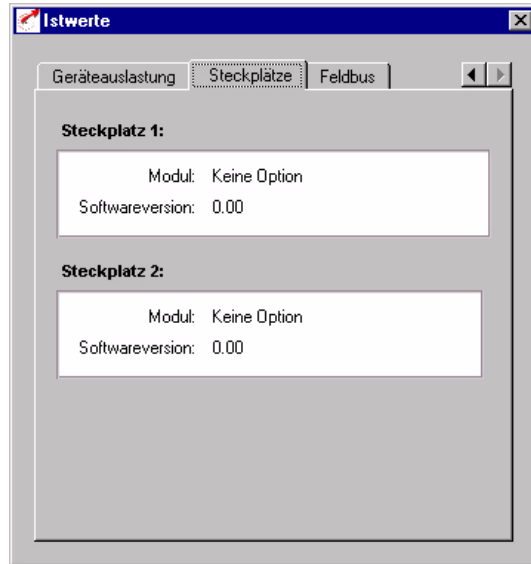 Istwerte
Geräteauslastung Steckplätze Feldbus
Steckplatz 1:
Modul: Keine Option
Softwareversion: 0.00
Steckplatz 2:
Modul: Keine Option
Softwareversion: 0.00